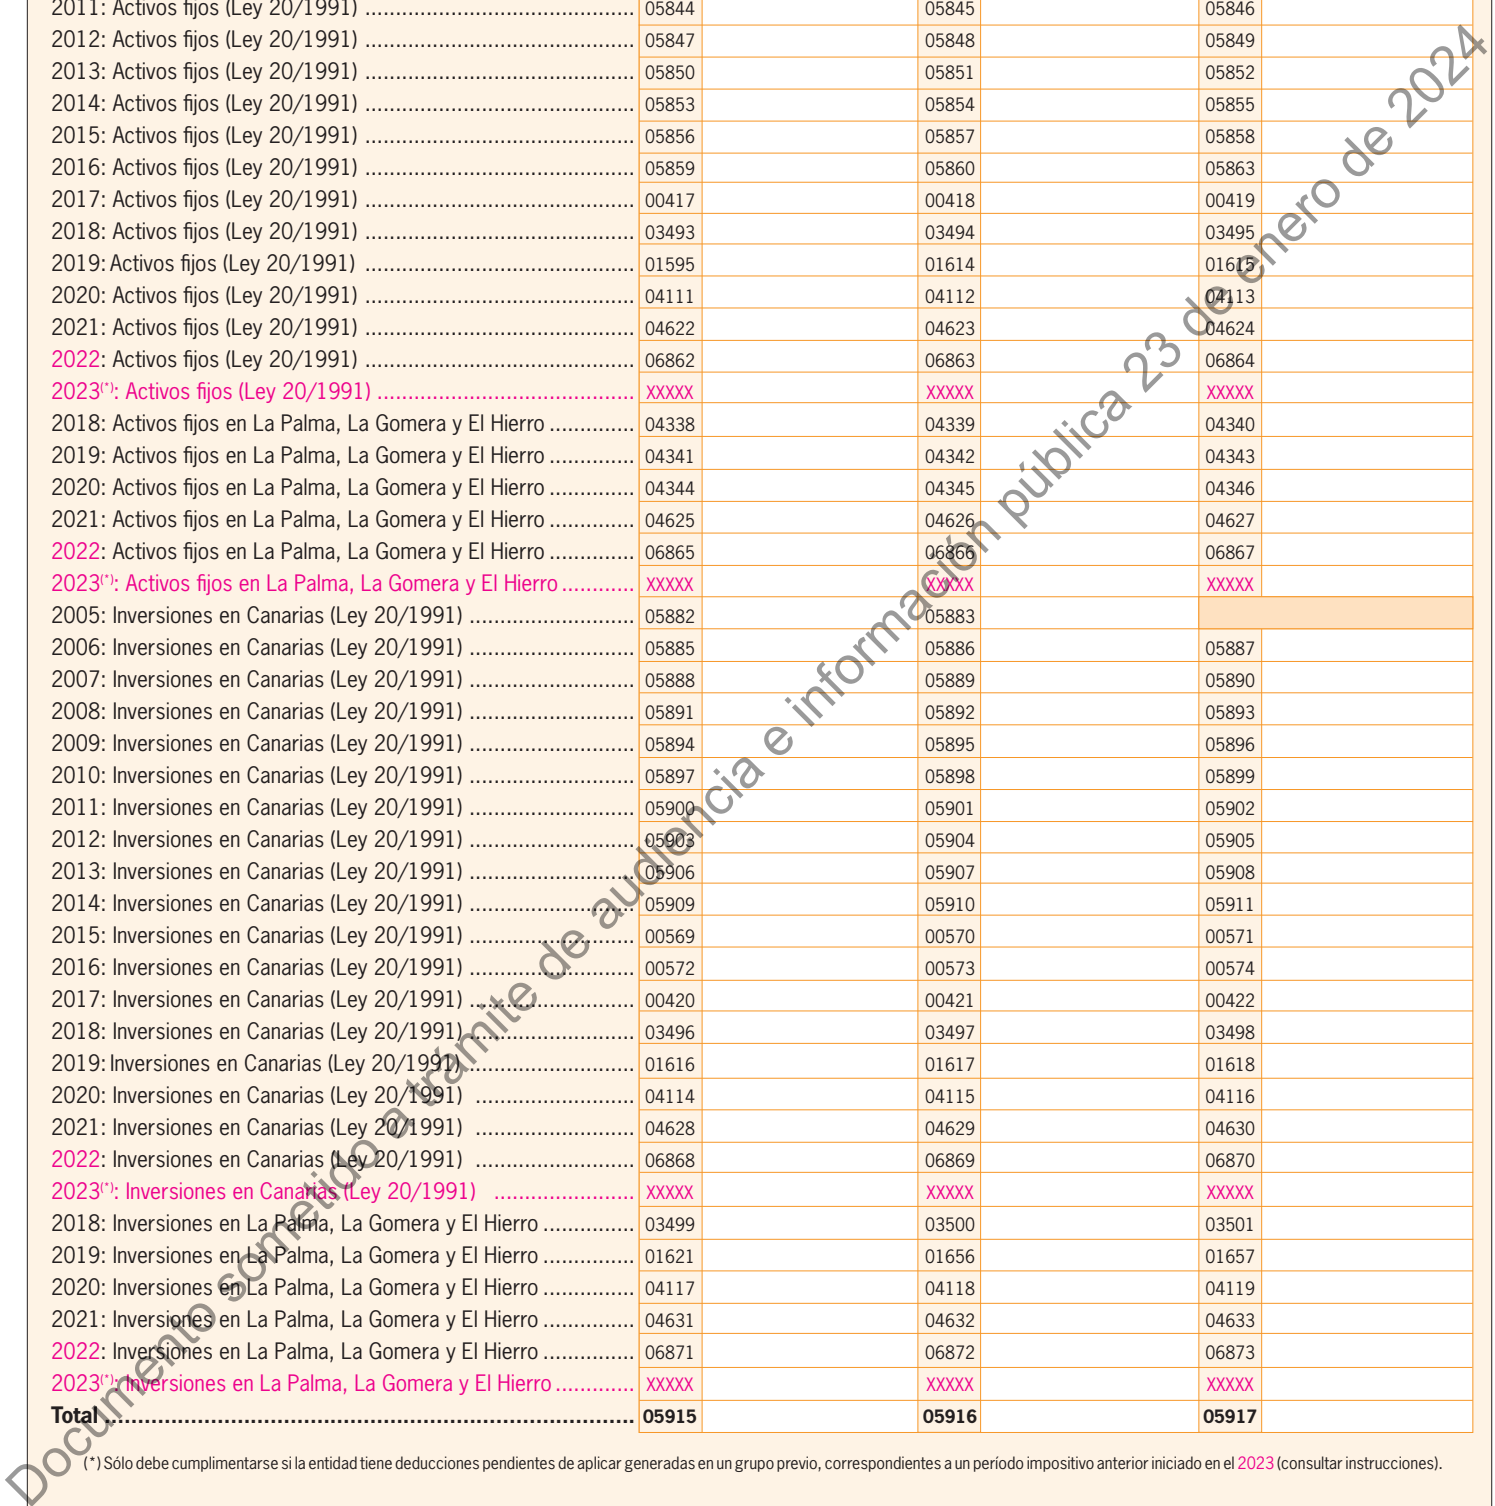 2011: Activos fijos (Ley 20/1991) ............................................ 05844 05845 05846
2012: Activos fijos (Ley 20/1991) ............................................ 05847 05848 05849
2013: Activos fijos (Ley 20/1991) ............................................ 05850 05851 05852
2014: Activos fijos (Ley 20/1991) ............................................ 05853 05854 05855
2015: Activos fijos (Ley 20/1991) ............................................ 05856 05857 05858
2016: Activos fijos (Ley 20/1991) ............................................ 05859 05860 05863
2017: Activos fijos (Ley 20/1991) ............................................ 00417 00418 00419
2018: Activos fijos (Ley 20/1991) ............................................ 03493 03494 03495
2019: Activos fijos (Ley 20/1991) ............................................ 01595 01614 01615
2020: Activos fijos (Ley 20/1991) ............................................ 04111 04112 04113
2021: Activos fijos (Ley 20/1991) ............................................ 04622 04623 04624
2022: Activos fijos (Ley 20/1991) ............................................ 06862 06863 06864
2023(*): Activos fijos (Ley 20/1991) .......................................... XXXXX XXXXX XXXXX
2018: Activos fijos en La Palma, La Gomera y El Hierro .............. 04338 04339 04340
2019: Activos fijos en La Palma, La Gomera y El Hierro .............. 04341 04342 04343
2020: Activos fijos en La Palma, La Gomera y El Hierro .............. 04344 04345 04346
2021: Activos fijos en La Palma, La Gomera y El Hierro .............. 04625 04626 04627
2022: Activos fijos en La Palma, La Gomera y El Hierro .............. 06865 06866 06867
2023(*): Activos fijos en La Palma, La Gomera y El Hierro ............ XXXXX XXXXX XXXXX
2005: Inversiones en Canarias (Ley 20/1991) ........................... 05882 05883
2006: Inversiones en Canarias (Ley 20/1991) ........................... 05885 05886 05887
2007: Inversiones en Canarias (Ley 20/1991) ........................... 05888 05889 05890
2008: Inversiones en Canarias (Ley 20/1991) ........................... 05891 05892 05893
2009: Inversiones en Canarias (Ley 20/1991) ........................... 05894 05895 05896
2010: Inversiones en Canarias (Ley 20/1991) ........................... 05897 05898 05899
2011: Inversiones en Canarias (Ley 20/1991) ........................... 05900 05901 05902
2012: Inversiones en Canarias (Ley 20/1991) ........................... 05903 05904 05905
2013: Inversiones en Canarias (Ley 20/1991) ........................... 05906 05907 05908
2014: Inversiones en Canarias (Ley 20/1991) ........................... 05909 05910 05911
2015: Inversiones en Canarias (Ley 20/1991) ........................... 00569 00570 00571
2016: Inversiones en Canarias (Ley 20/1991) ........................... 00572 00573 00574
2017: Inversiones en Canarias (Ley 20/1991) ........................... 00420 00421 00422
2018: Inversiones en Canarias (Ley 20/1991) ........................... 03496 03497 03498
2019: Inversiones en Canarias (Ley 20/1991) ........................... 01616 01617 01618
2020: Inversiones en Canarias (Ley 20/1991) .......................... 04114 04115 04116
2021: Inversiones en Canarias (Ley 20/1991) .......................... 04628 04629 04630
2022: Inversiones en Canarias (Ley 20/1991) .......................... 06868 06869 06870
2023(*): Inversiones en Canarias (Ley 20/1991) ....................... XXXXX XXXXX XXXXX
2018: Inversiones en La Palma, La Gomera y El Hierro ............... 03499 03500 03501
2019: Inversiones en La Palma, La Gomera y El Hierro ............... 01621 01656 01657
2020: Inversiones en La Palma, La Gomera y El Hierro ............... 04117 04118 04119
2021: Inversiones en La Palma, La Gomera y El Hierro ............... 04631 04632 04633
2022: Inversiones en La Palma, La Gomera y El Hierro ............... 06871 06872 06873
2023(*): Inversiones en La Palma, La Gomera y El Hierro ............. XXXXX XXXXX XXXXX
Total ....................................................................................... 05915 05916 05917
(*) Sólo debe cumplimentarse si la entidad tiene deducciones pendientes de aplicar generadas en un grupo previo, correspondientes a un período impositivo anterior iniciado en el 2023 (consultar instrucciones).
Documento sometido a trámite de audiencia e información pública 23 de enero de 2024